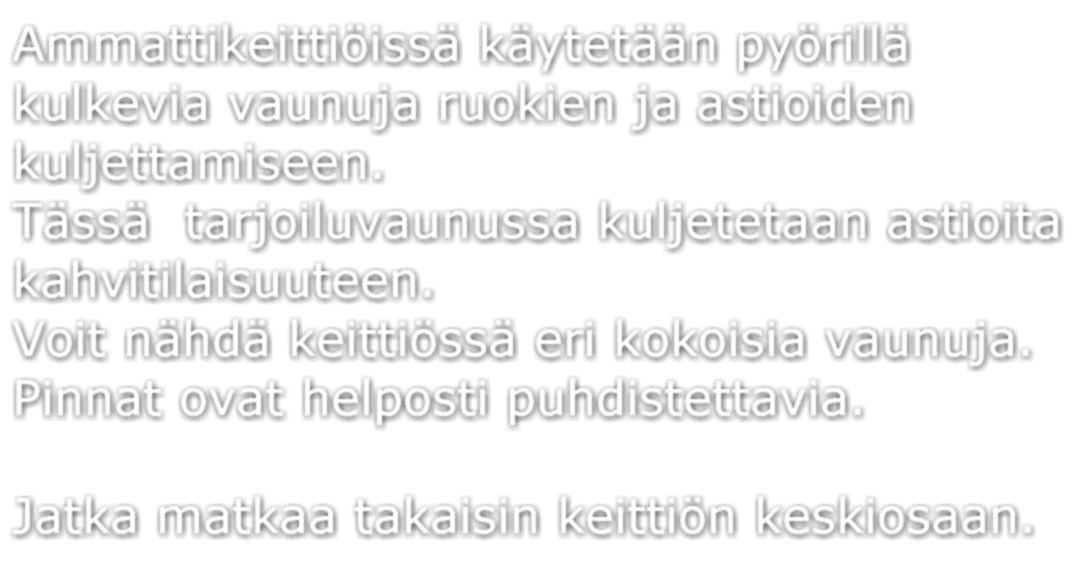 Ammattikeittiöissä käytetään pyörillä
kulkevia vaunuja ruokien ja astioiden
kuljettamiseen.
Tässä  tarjoiluvaunussa kuljetetaan astioita
kahvitilaisuuteen.
Voit nähdä keittiössä eri kokoisia vaunuja.
Pinnat ovat helposti puhdistettavia.

Jatka matkaa takaisin keittiön keskiosaan.